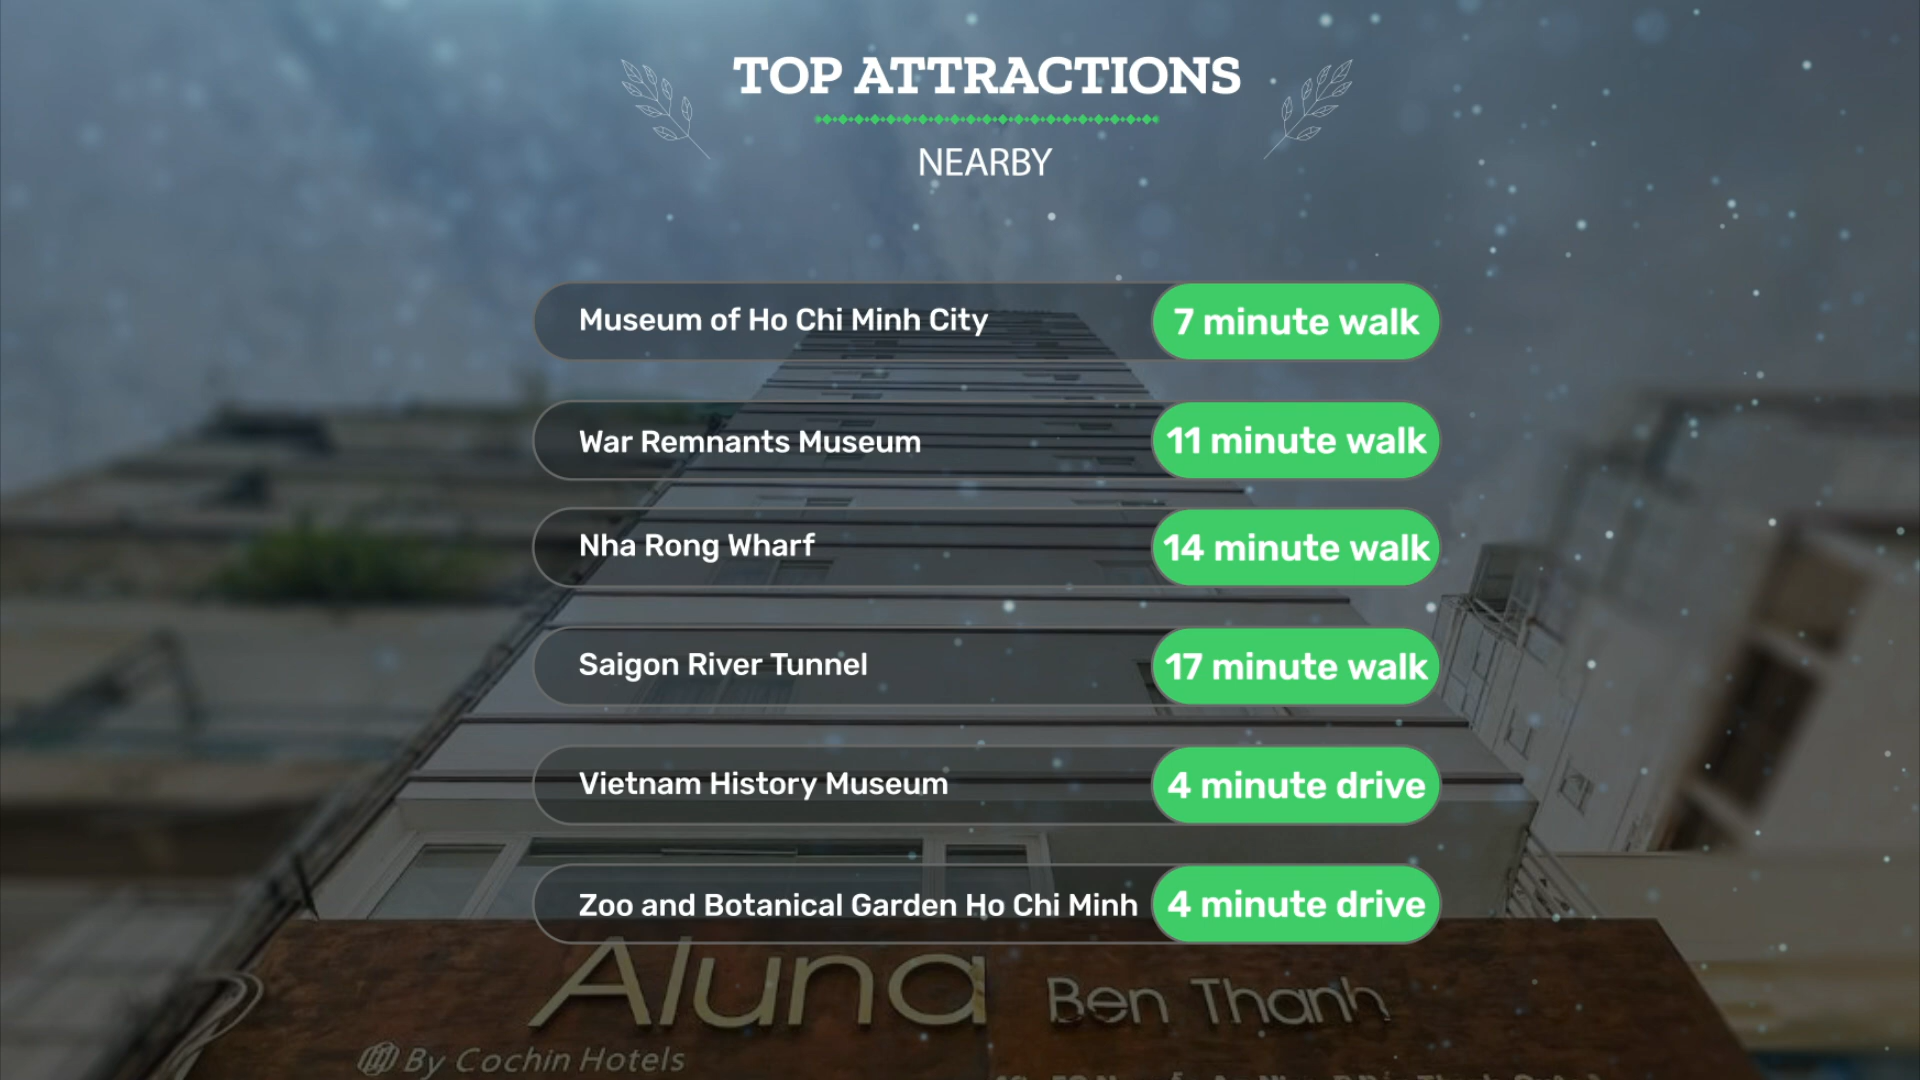 TOP ATTRACTIONS
NEARBY
Museum of Ho Chi Minh City 7 minute walk
War Remnants Museum 11 minute walk
Nha Rong Wharf 14 minute walk
Saigon River Tunnel 17 minute walk
Vietnam History Museum 4 minute drive
Zoo and Botanical Garden Ho Chi Minh 4 minute drive
Aluna Ben Thanh
By Cochin Hotels